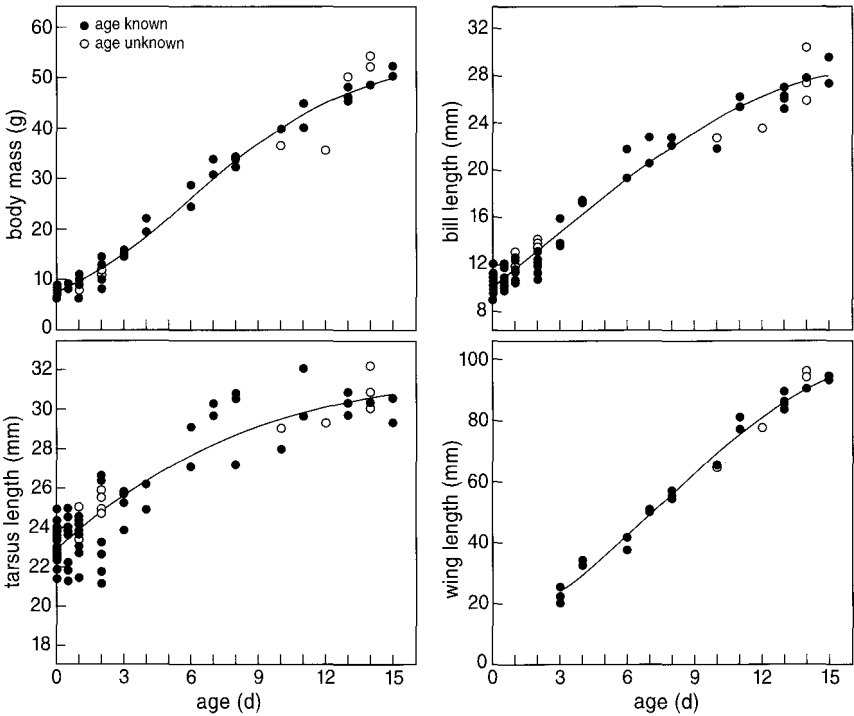 ● age known
○ age unknown
body mass (g)
60
50
40
30
20
10
0
bill length (mm)
32
28
24
20
16
12
8
tarsus length (mm)
32
30
28
26
24
22
20
18
0 3 6 9 12 15
age (d)
wing length (mm)
100
80
60
40
20
0
0 3 6 9 12 15
age (d)